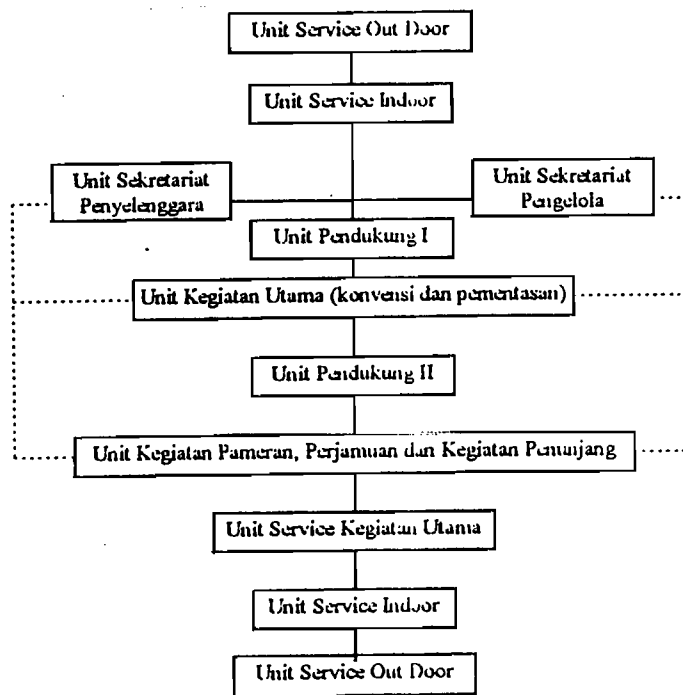 Unit Service Out Door
Unit Service Indoor
Unit Sekretariat
Penyelenggara
Unit Sekretariat
Pengelola
Unit Pendukung I
Unit Kegiatan Utama (konvensi dan pementasan)
Unit Pendukung II
Unit Kegiatan Pameran, Perjamuan dan Kegiatan Penunjang
Unit Service Kegiatan Utama
Unit Service Indoor
Unit Service Out Door